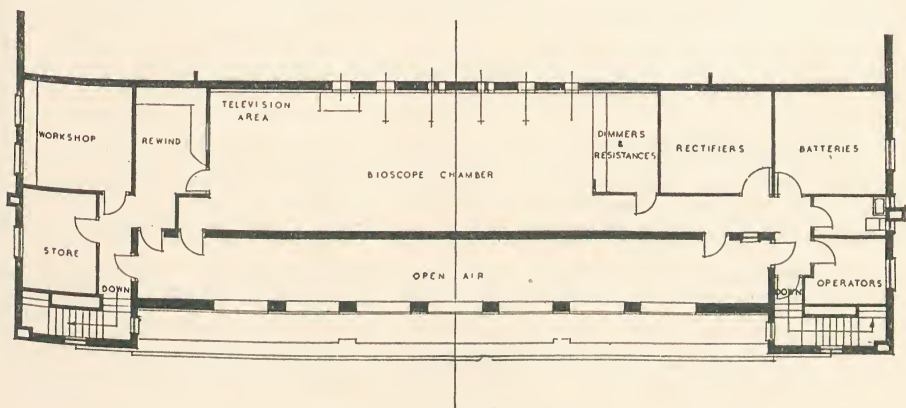 TELEVISION
AREA
WORKSHOP
REWIND
DIMMERS
&
RESISTANCES
RECTIFIERS
BATTERIES
BIOSCOPE CHAMBER
STORE
OPEN AIR
DOWN
DOWN
OPERATORS